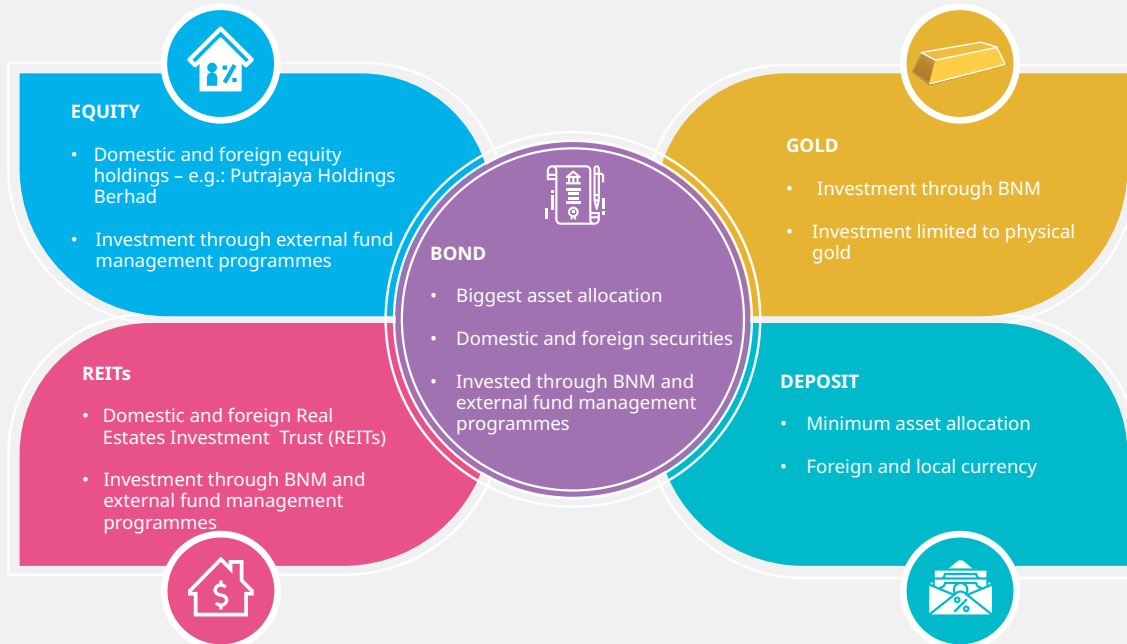 EQUITY
• Domestic and foreign equity
holdings – e.g.: Putrajaya Holdings
Berhad
• Investment through external fund
management programmes
GOLD
• Investment through BNM
• Investment limited to physical
gold
BOND
• Biggest asset allocation
• Domestic and foreign securities
• Invested through BNM and
external fund management
programmes
REITs
• Domestic and foreign Real
Estates Investment  Trust (REITs)
• Investment through BNM and
external fund management
programmes
DEPOSIT
• Minimum asset allocation
• Foreign and local currency